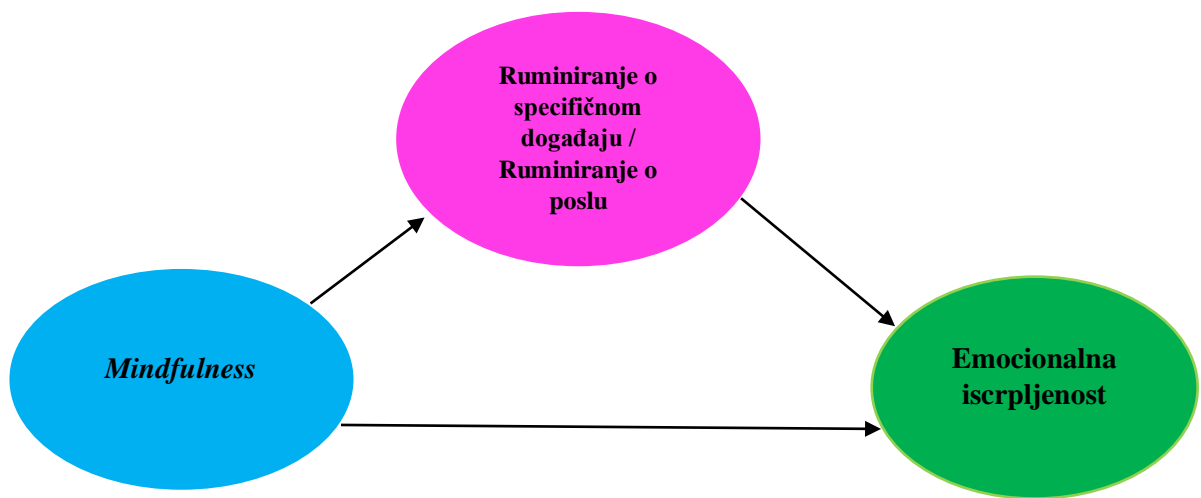 Ruminiranje o
specifičnom
događaju /
Ruminiranje o
poslu
Mindfulness
Emocionalna
iscrpljenost